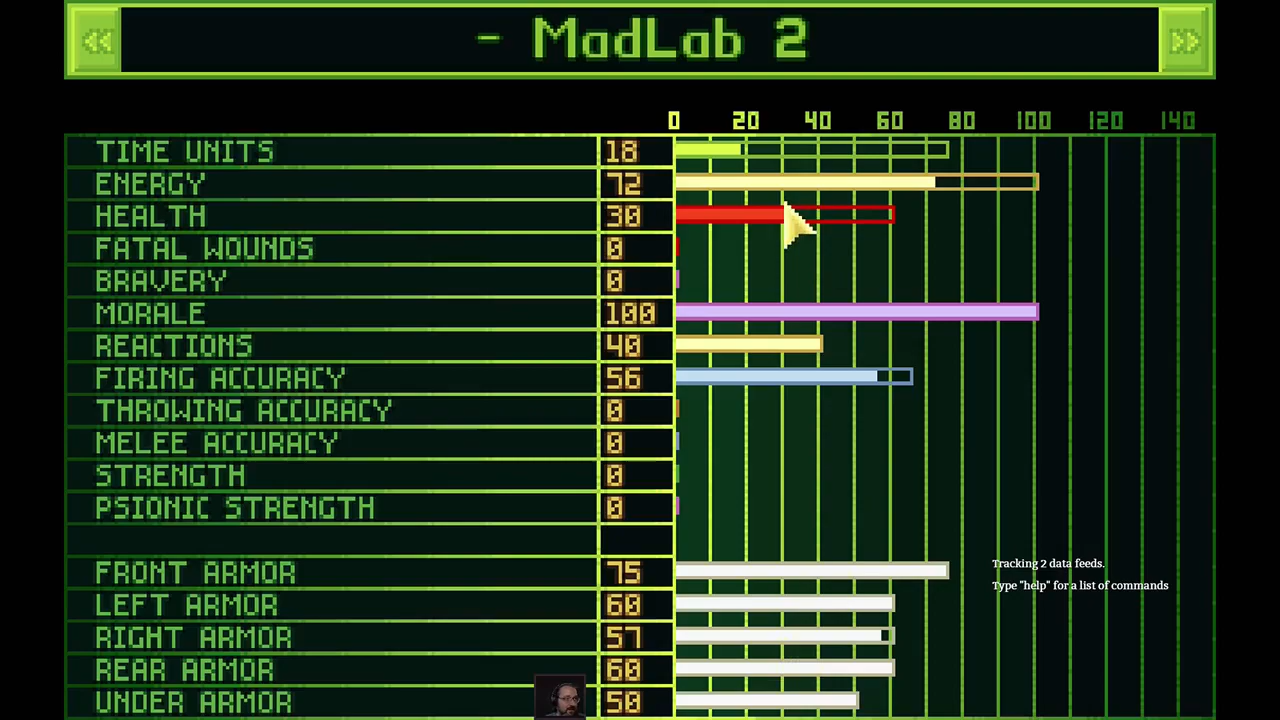 - MadLab 2
0 20 40 60 80 100 120 140
TIME UNITS 18
ENERGY 72
HEALTH 30
FATAL WOUNDS 0
BRAVERY 0
MORALE 100
REACTIONS 40
FIRING ACCURACY 56
THROWING ACCURACY 0
MELEE ACCURACY 0
STRENGTH 0
PSIONIC STRENGTH 0
FRONT ARMOR 75
Tracking 2 data feeds.
Type "help" for a list of commands
LEFT ARMOR 60
RIGHT ARMOR 57
REAR ARMOR 60
UNDER ARMOR 50